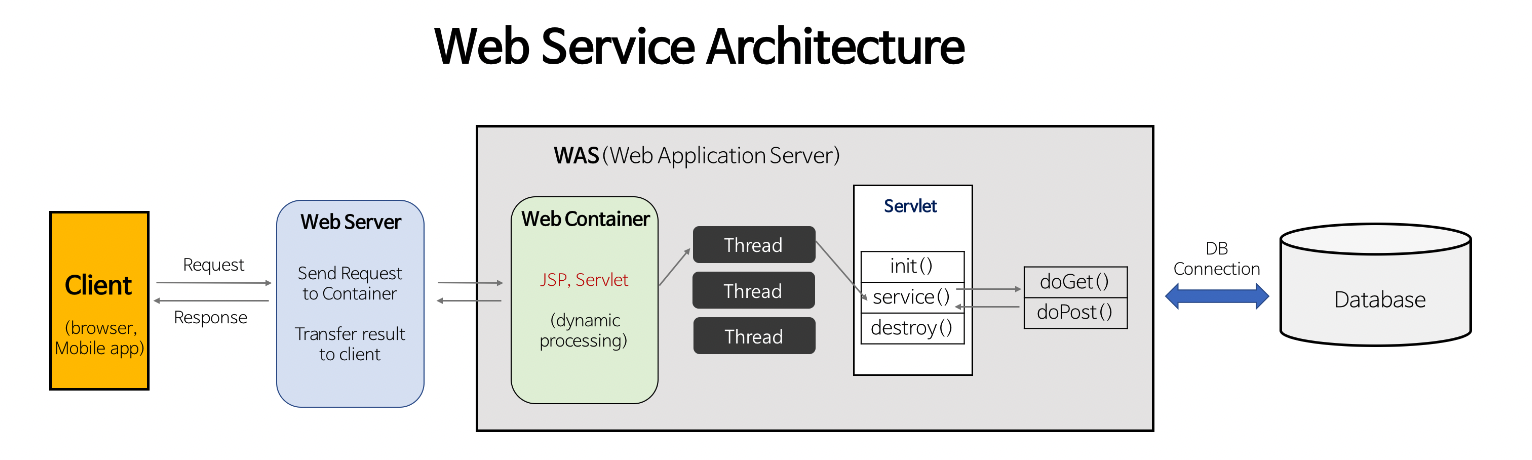 Web Service Architecture
WAS(Web Application Server)
Client
(browser,
Mobile app)
Request
Response
Web Server
Send Request
to Container
Transfer result
to client
Web Container
JSP, Servlet
(dynamic
processing)
Thread
Thread
Thread
Servlet
init()
service()
destroy()
doGet()
doPost()
DB
Connection
Database